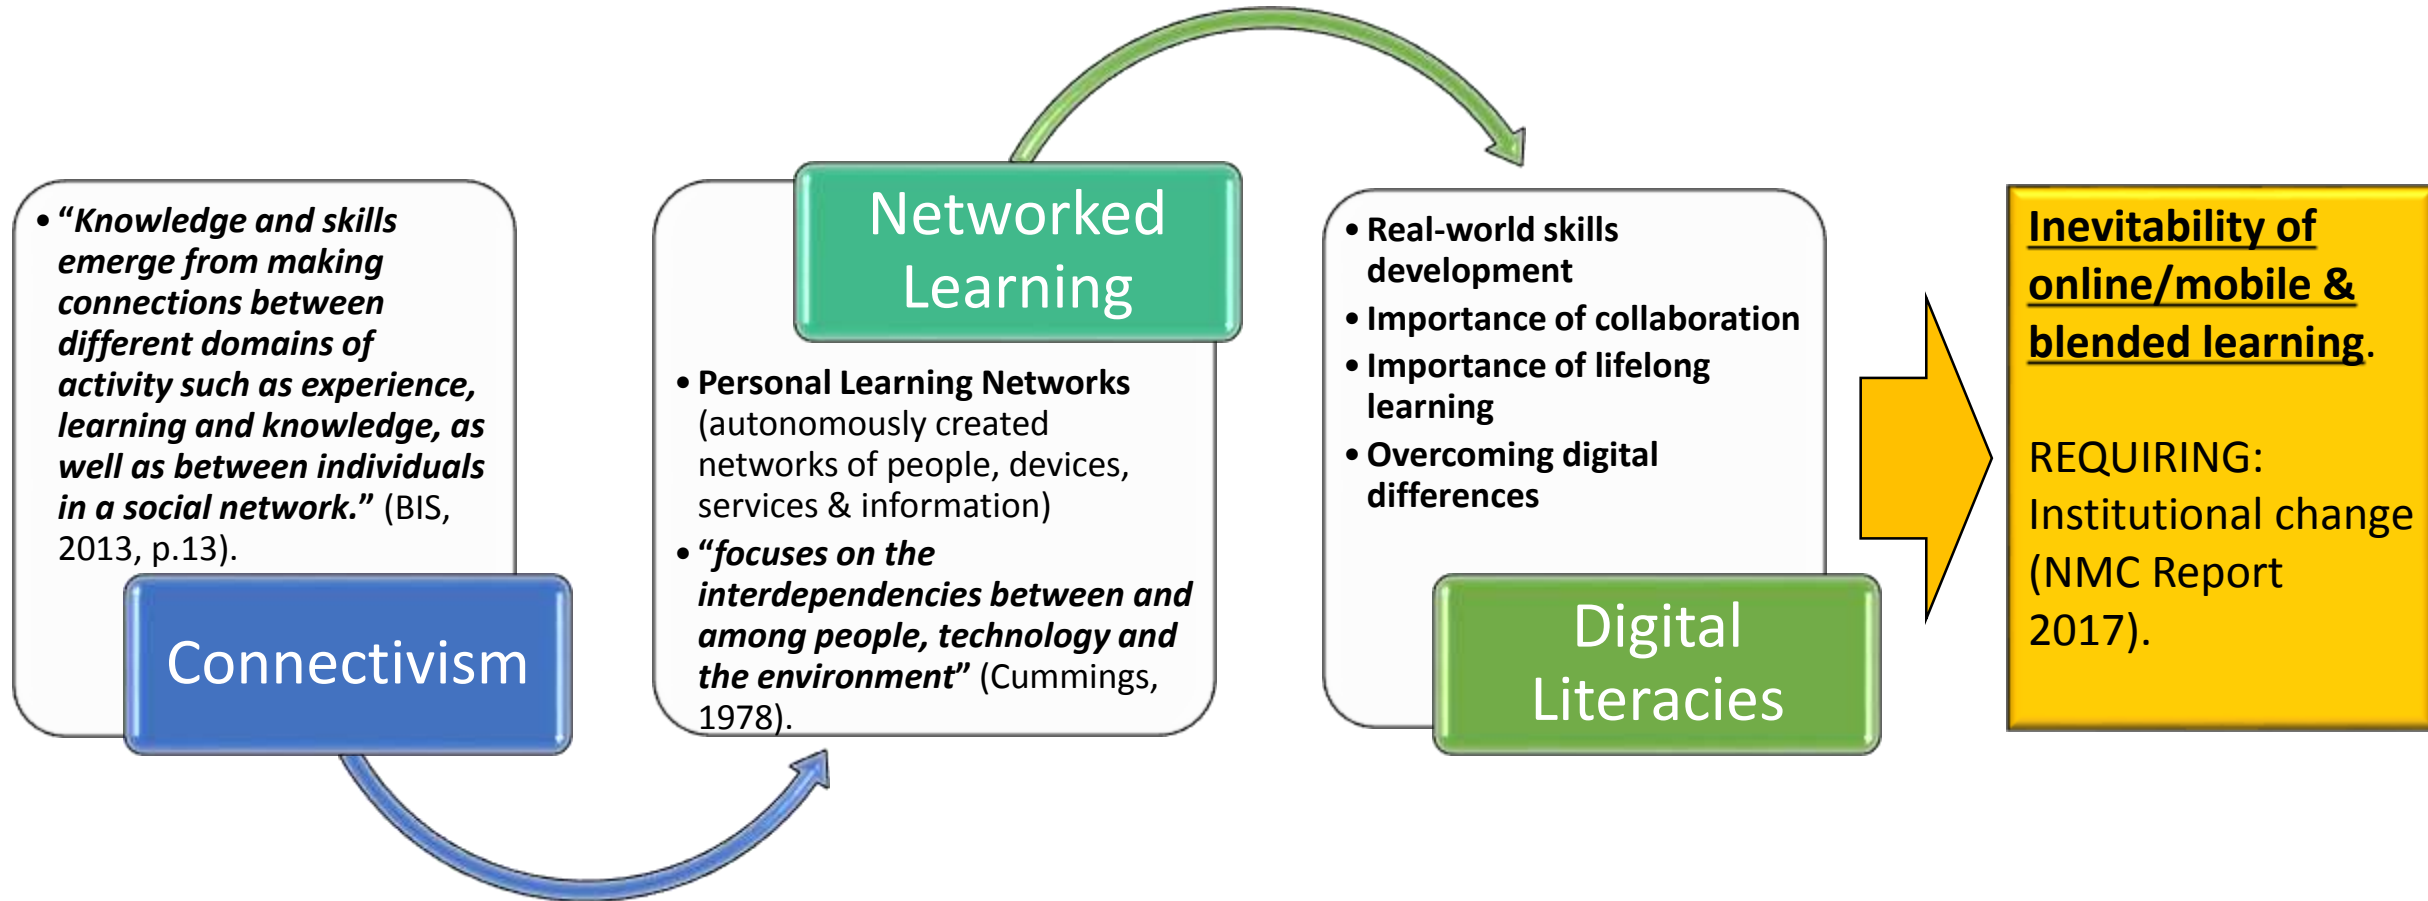 • “Knowledge and skills
emerge from making
connections between
different domains of
activity such as experience,
learning and knowledge, as
well as between individuals
in a social network.” (BIS,
2013, p.13).
Connectivism
Networked
Learning
• Personal Learning Networks
(autonomously created
networks of people, devices,
services & information)
• “focuses on the
interdependencies between and
among people, technology and
the environment” (Cummings,
1978).
• Real-world skills
development
• Importance of collaboration
• Importance of lifelong
learning
• Overcoming digital
differences
Digital
Literacies
Inevitability of
online/mobile &
blended learning.
REQUIRING:
Institutional change
(NMC Report
2017).